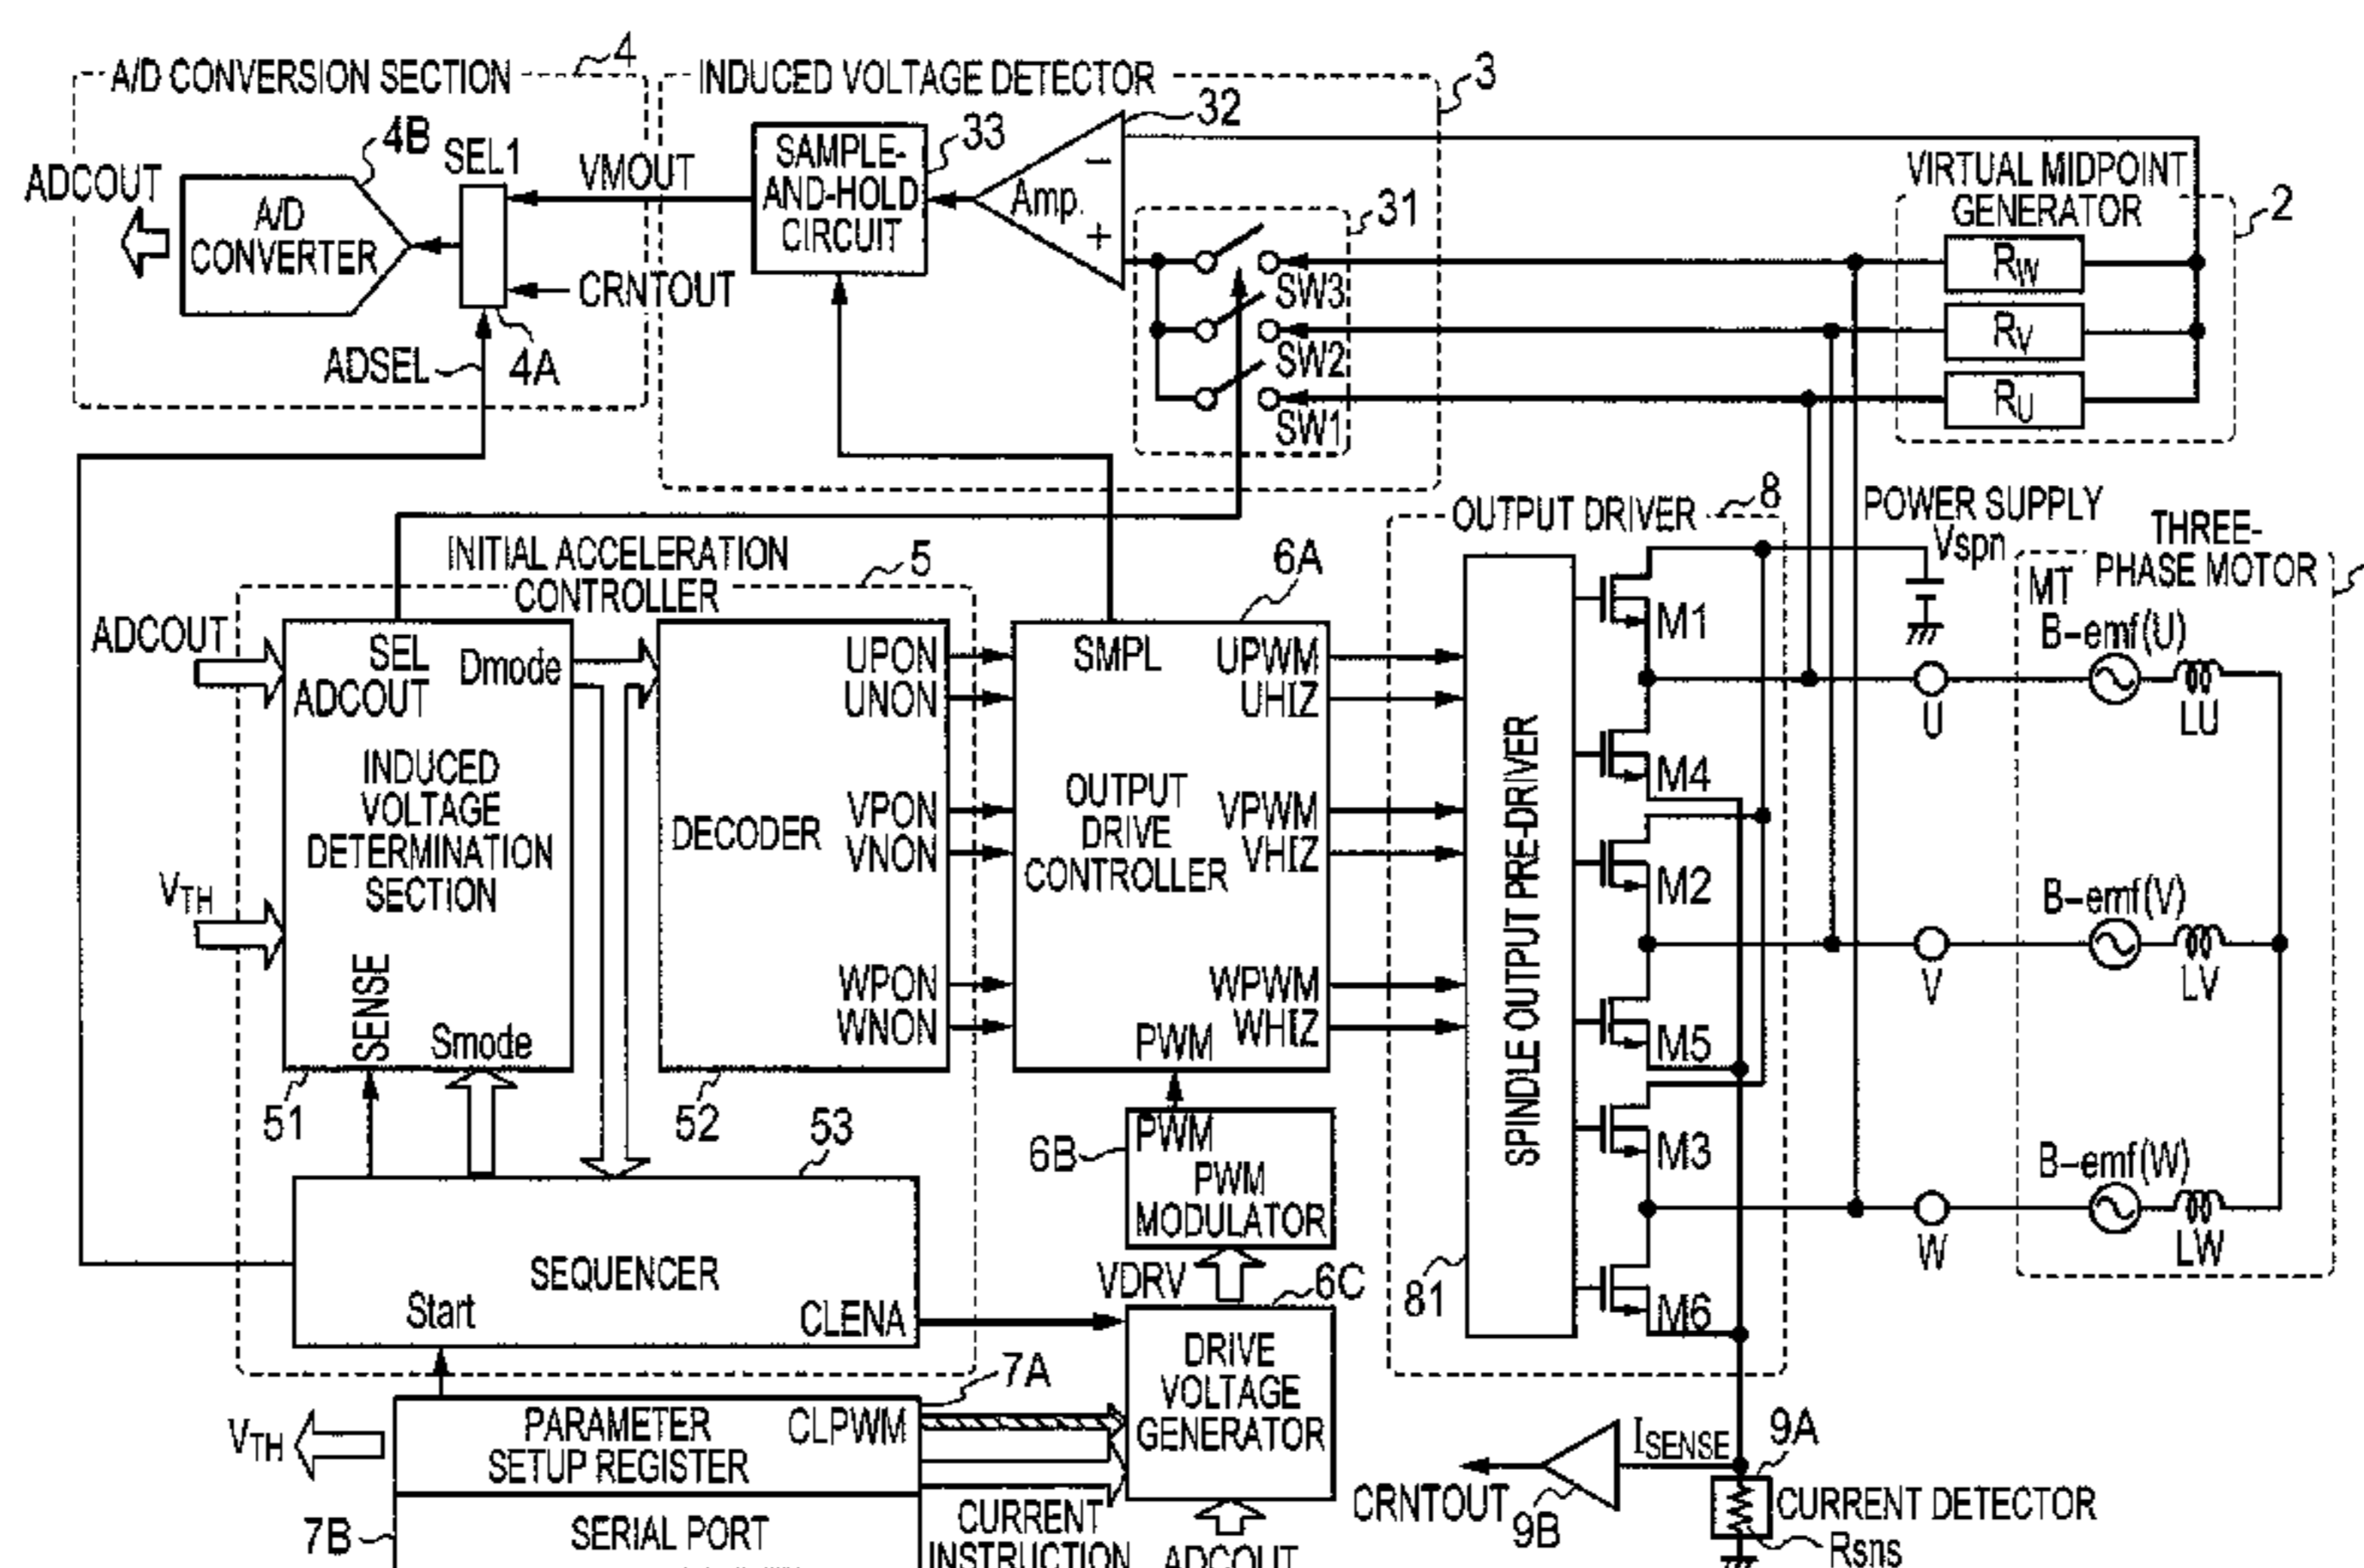 A/D CONVERSION SECTION
4
INDUCED VOLTAGE DETECTOR
3
32
4B
SEL1
33
SAMPLE-
AND-HOLD
CIRCUIT
Amp.
−
+
ADCOUT
A/D
CONVERTER
VMOUT
CRNTOUT
ADSEL
4A
31
SW3
SW2
SW1
VIRTUAL MIDPOINT
GENERATOR
2
RW
RV
RU
INITIAL ACCELERATION
CONTROLLER
5
6A
OUTPUT DRIVER
8
POWER SUPPLY
Vspn
THREE-
PHASE MOTOR
MT
ADCOUT
SEL
ADCOUT
Dmode
INDUCED
VOLTAGE
DETERMINATION
SECTION
VTH
SENSE
Smode
51
DECODER
UPON
UNON
VPON
VNON
WPON
WNON
52
SMPL
OUTPUT
DRIVE
CONTROLLER
UPWM
UHIZ
VPWM
VHIZ
WPWM
WHIZ
PWM
SPINDLE OUTPUT PRE-DRIVER
81
M1
M4
M2
M5
M3
M6
U
V
W
B-emf(U)
LU
B-emf(V)
LV
B-emf(W)
LW
53
SEQUENCER
Start
CLENA
6B
PWM
PWM
MODULATOR
VDRV
6C
DRIVE
VOLTAGE
GENERATOR
7A
VTH
PARAMETER
SETUP REGISTER
CLPWM
7B
SERIAL PORT
CURRENT
INSTRUCTION
ADCOUT
CRNTOUT
9B
ISENSE
9A
CURRENT DETECTOR
Rsns